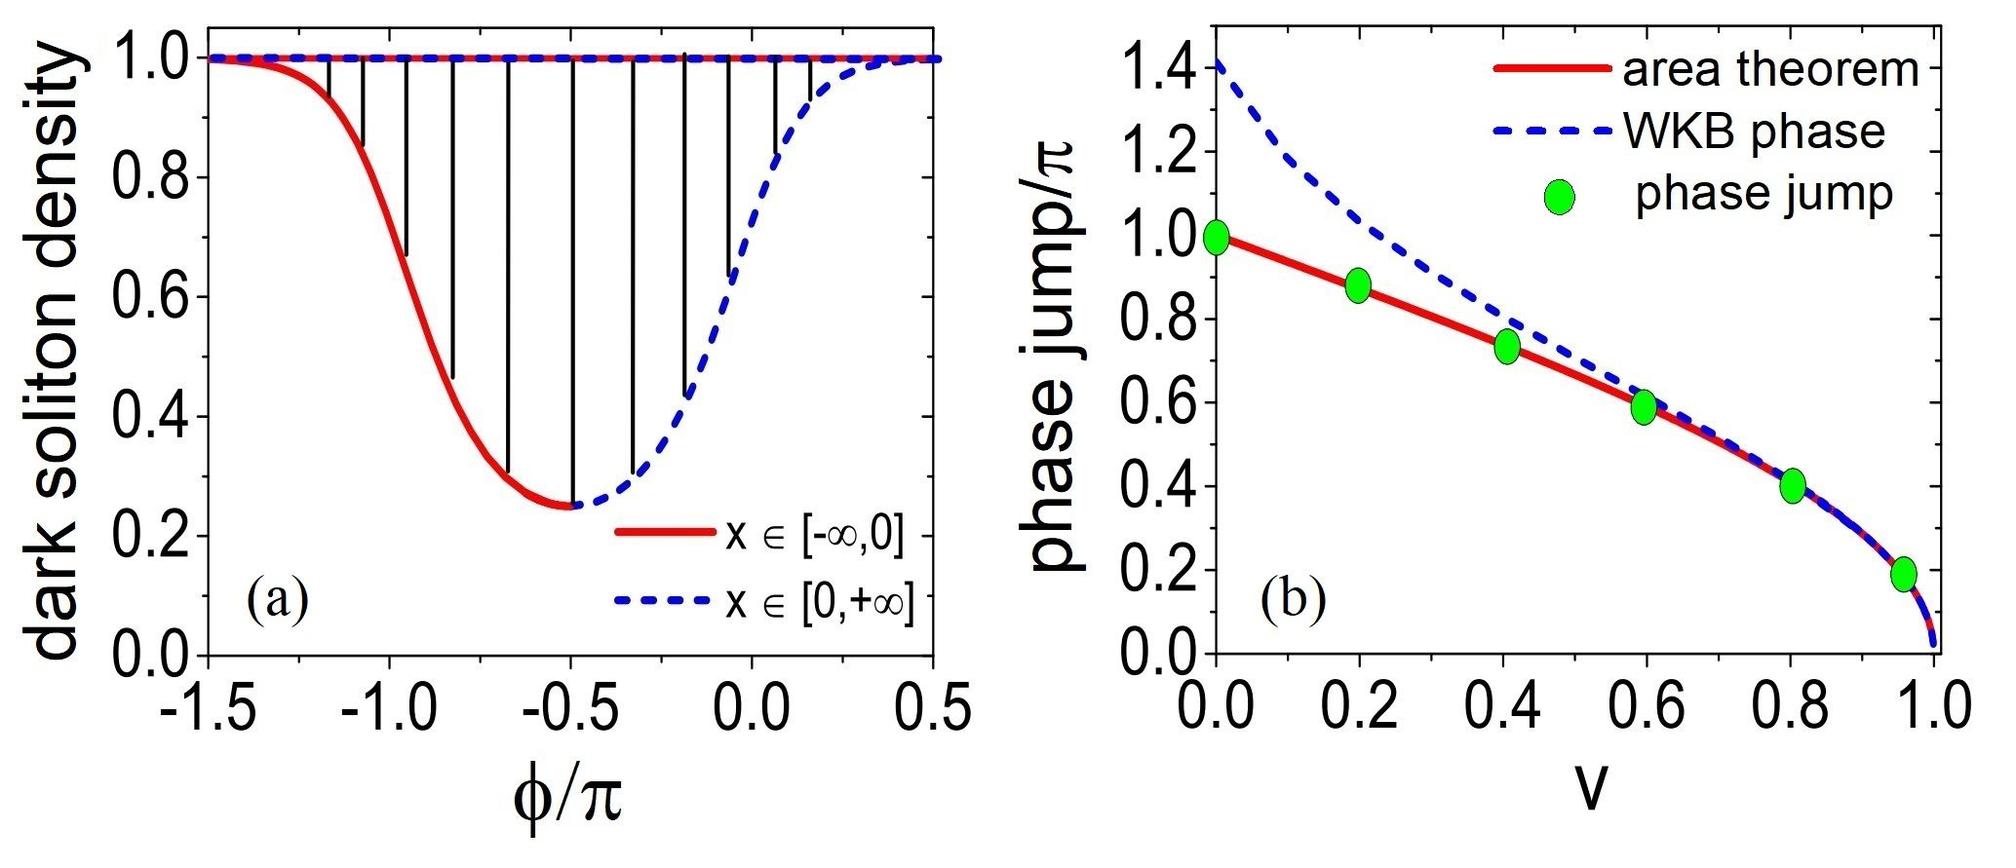 dark soliton density
1.0
0.8
0.6
0.4
0.2
0.0
-1.5 -1.0 -0.5 0.0 0.5
ϕ/π
x ∈ [-∞,0]
x ∈ [0,+∞]
(a)
phase jump/π
1.4
1.2
1.0
0.8
0.6
0.4
0.2
0.0
0.0 0.2 0.4 0.6 0.8 1.0
v
area theorem
WKB phase
phase jump
(b)